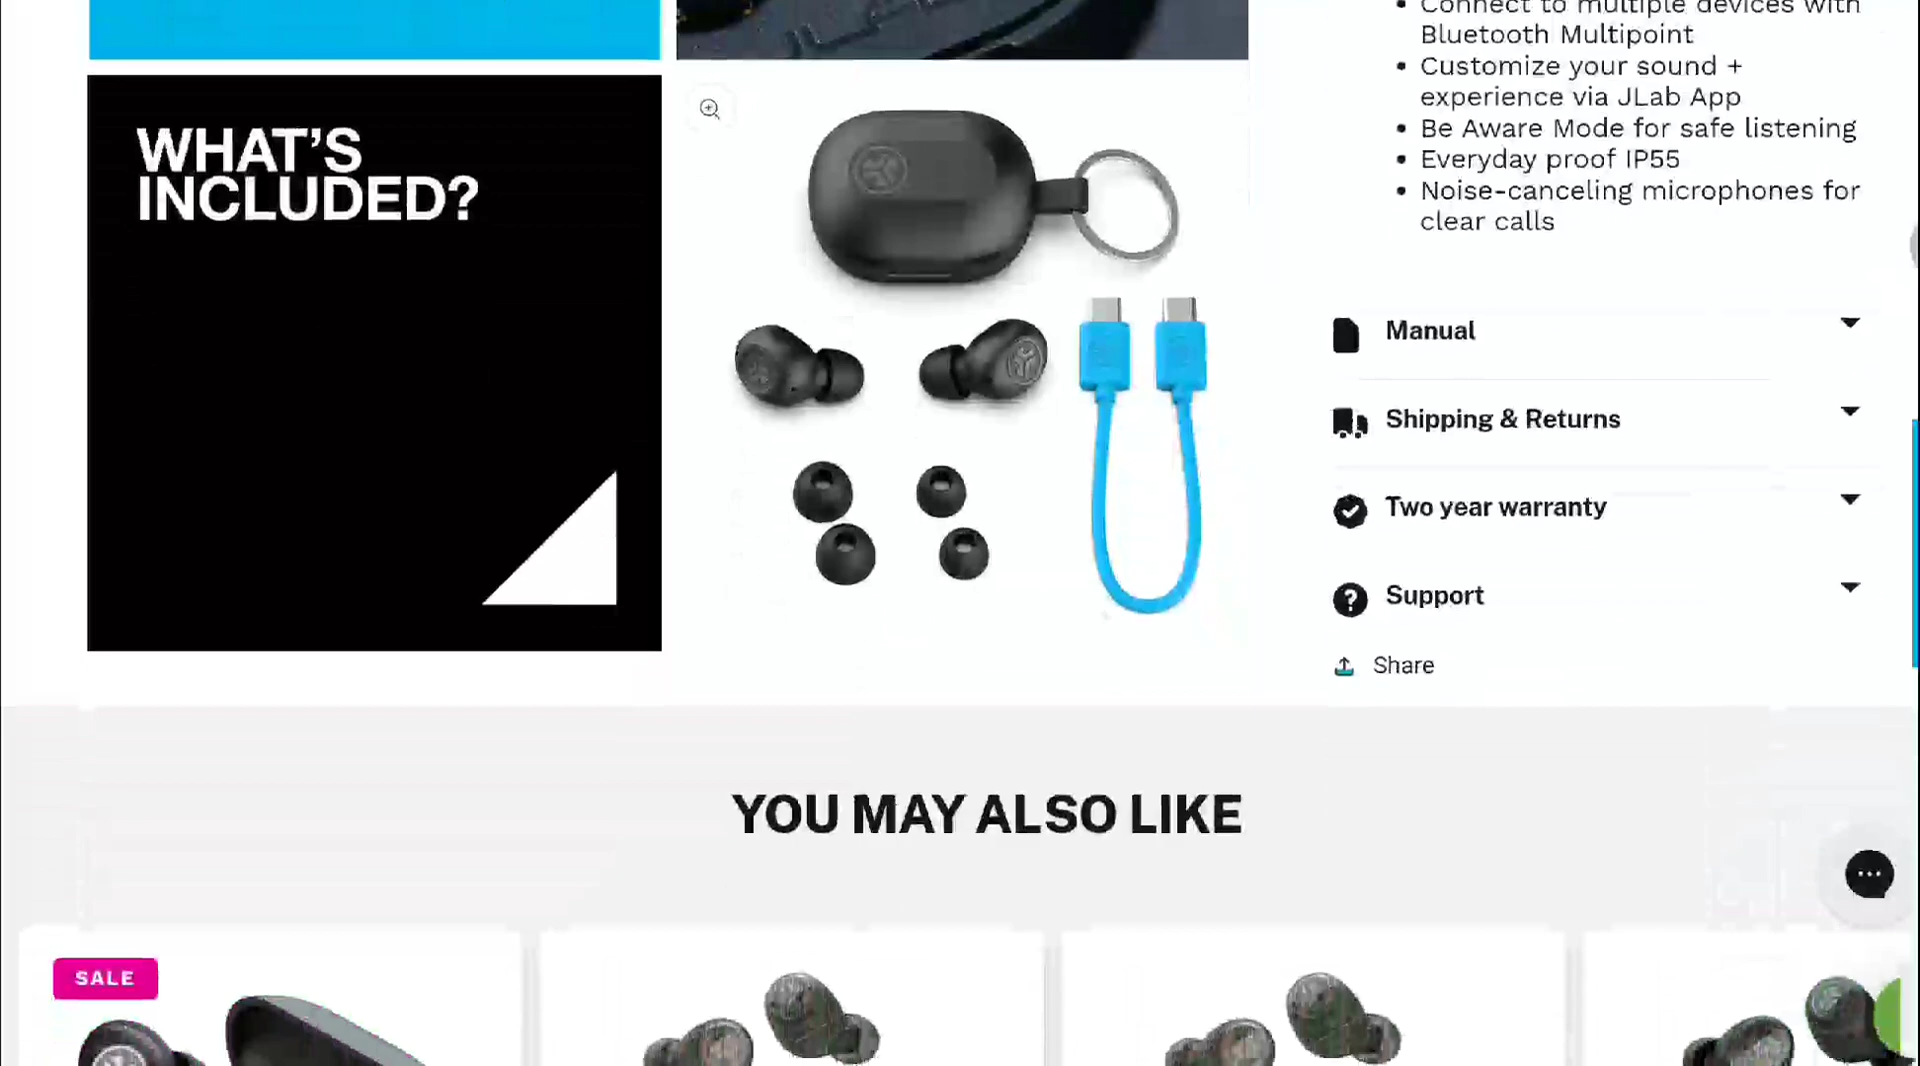 Connect to multiple devices with
Bluetooth Multipoint
Customize your sound +
experience via JLab App
Be Aware Mode for safe listening
Everyday proof IP55
Noise-canceling microphones for
clear calls
WHAT’S
INCLUDED?
Manual
Shipping & Returns
Two year warranty
Support
Share
YOU MAY ALSO LIKE
SALE